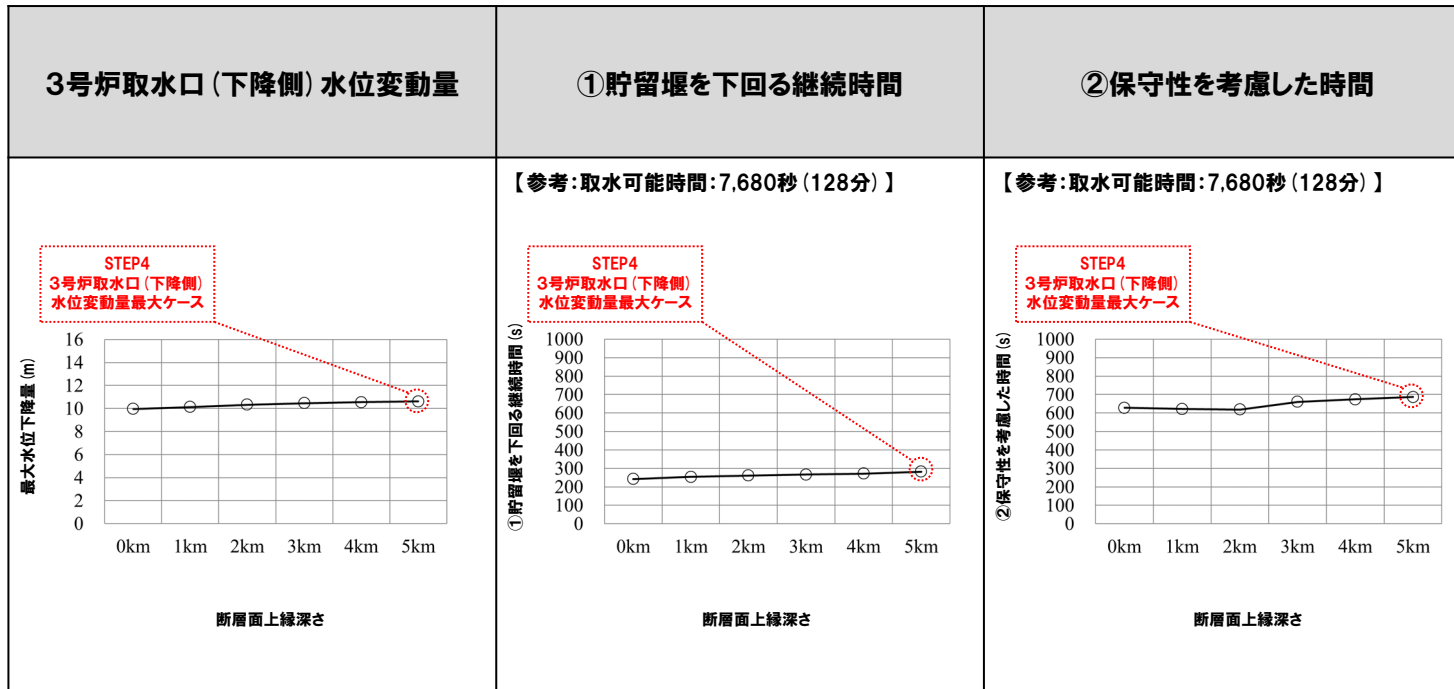 3号炉取水口(下降側)水位変動量
①貯留堰を下回る継続時間
②保守性を考慮した時間
STEP4
3号炉取水口(下降側)
水位変動量最大ケース
最大水位下降量(m)
16
14
12
10
8
6
4
2
0
0km 1km 2km 3km 4km 5km
断層面上縁深さ
【参考:取水可能時間:7,680秒(128分)】
STEP4
3号炉取水口(下降側)
水位変動量最大ケース
①貯留堰を下回る継続時間(s)
1000
900
800
700
600
500
400
300
200
100
0
0km 1km 2km 3km 4km 5km
断層面上縁深さ
【参考:取水可能時間:7,680秒(128分)】
STEP4
3号炉取水口(下降側)
水位変動量最大ケース
②保守性を考慮した時間(s)
1000
900
800
700
600
500
400
300
200
100
0
0km 1km 2km 3km 4km 5km
断層面上縁深さ